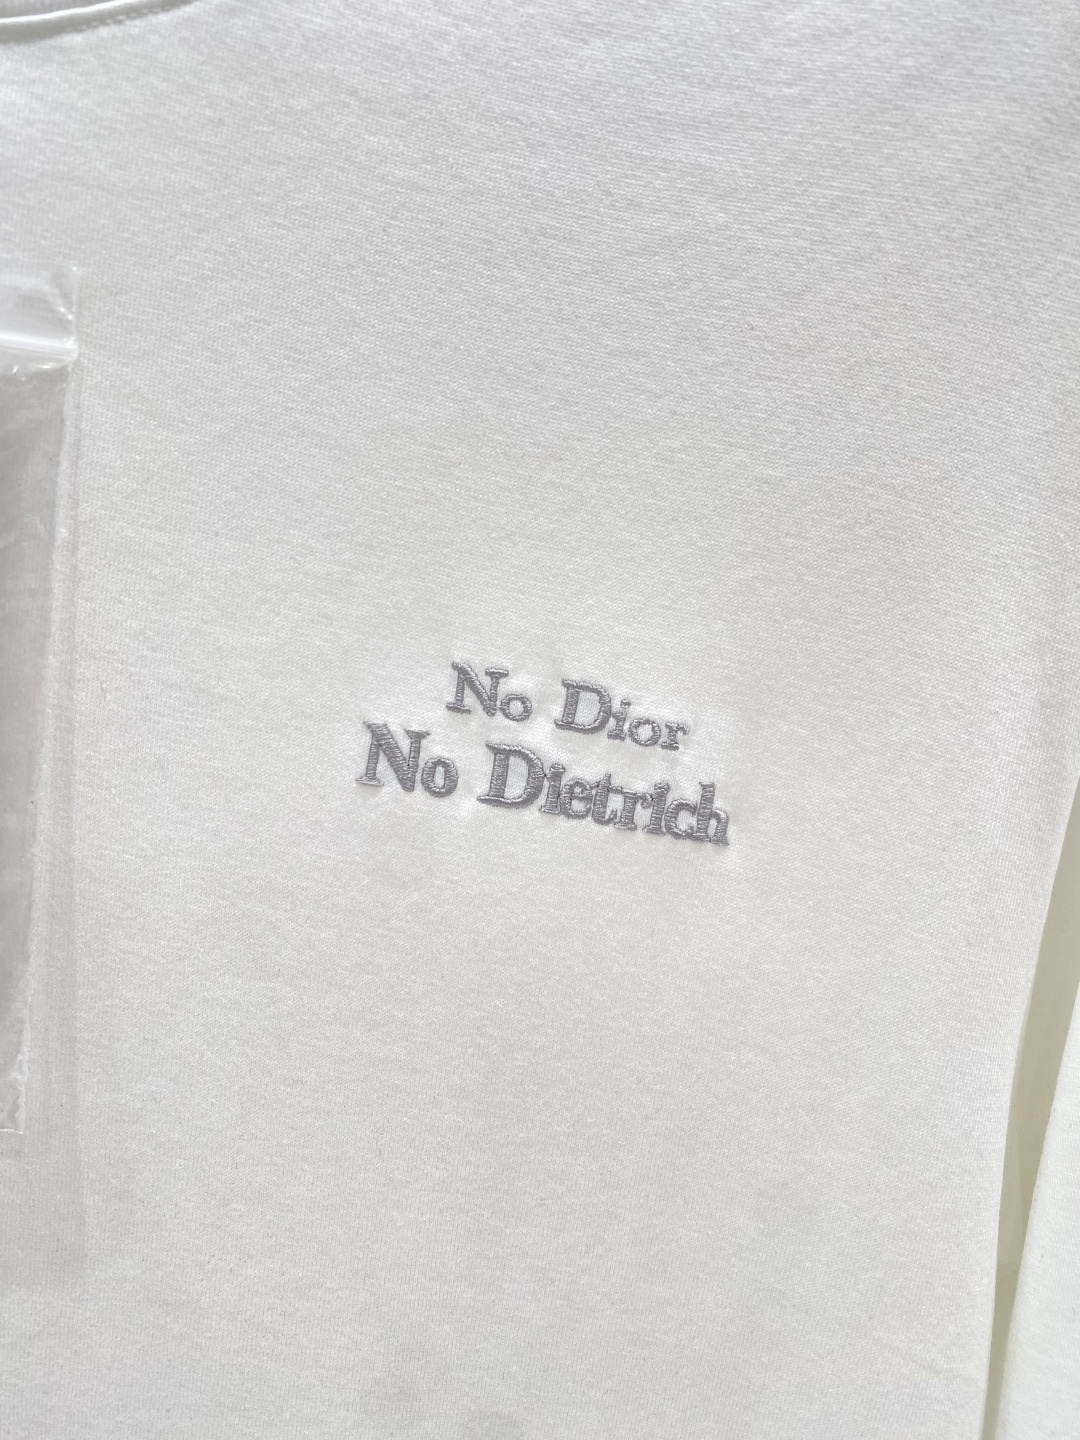 No Dior
No Dietrich